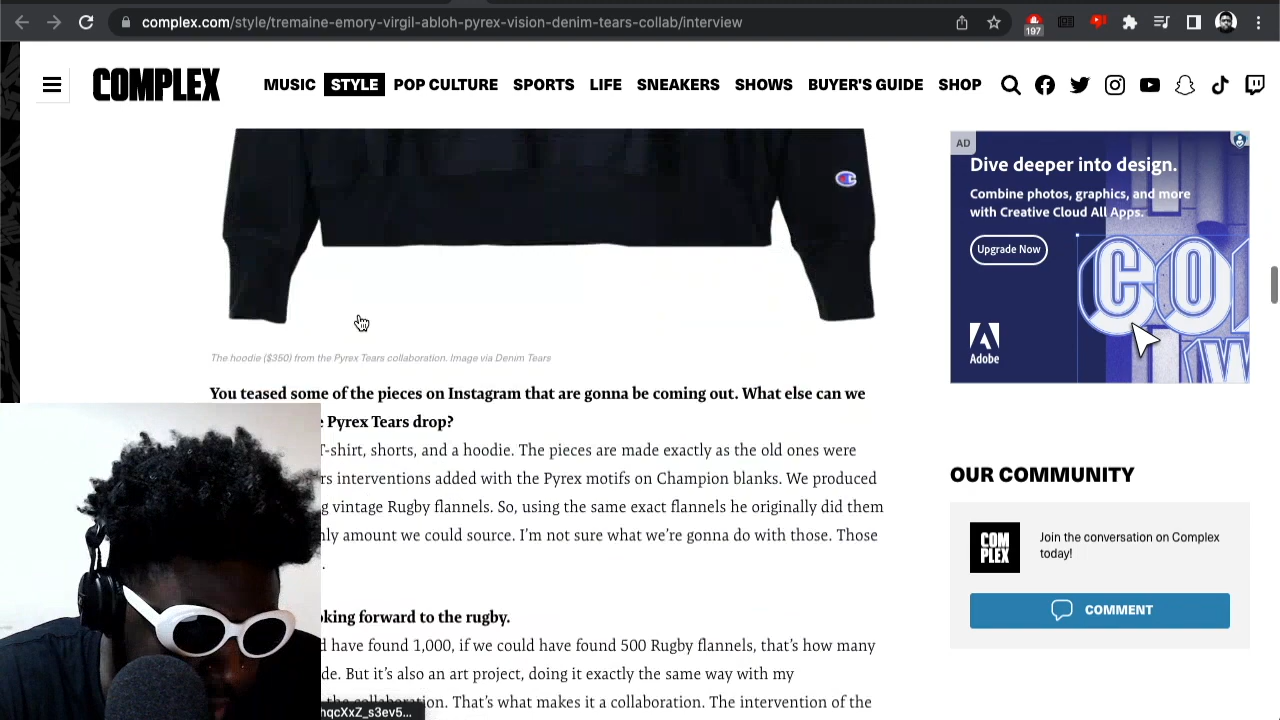 complex.com/style/tremaine-emory-virgil-abloh-pyrex-vision-denim-tears-collab/interview
197
COMPLEX
MUSIC STYLE POP CULTURE SPORTS LIFE SNEAKERS SHOWS BUYER'S GUIDE SHOP
AD
Dive deeper into design.
Combine photos, graphics, and more
with Creative Cloud All Apps.
Upgrade Now
CO
W
Adobe
The hoodie ($350) from the Pyrex Tears collaboration. Image via Denim Tears
You teased some of the pieces on Instagram that are gonna be coming out. What else can we
Pyrex Tears drop?
T-shirt, shorts, and a hoodie. The pieces are made exactly as the old ones were
interventions added with the Pyrex motifs on Champion blanks. We produced
vintage Rugby flannels. So, using the same exact flannels he originally did them
amount we could source. I'm not sure what we're gonna do with those. Those
.
forward to the rugby.
have found 1,000, if we could have found 500 Rugby flannels, that's how many
But it's also an art project, doing it exactly the same way with my
the collaboration. That's what makes it a collaboration. The intervention of the
hqcXxZ_s3ev5...
OUR COMMUNITY
COM
PLEX
Join the conversation on Complex
today!
COMMENT